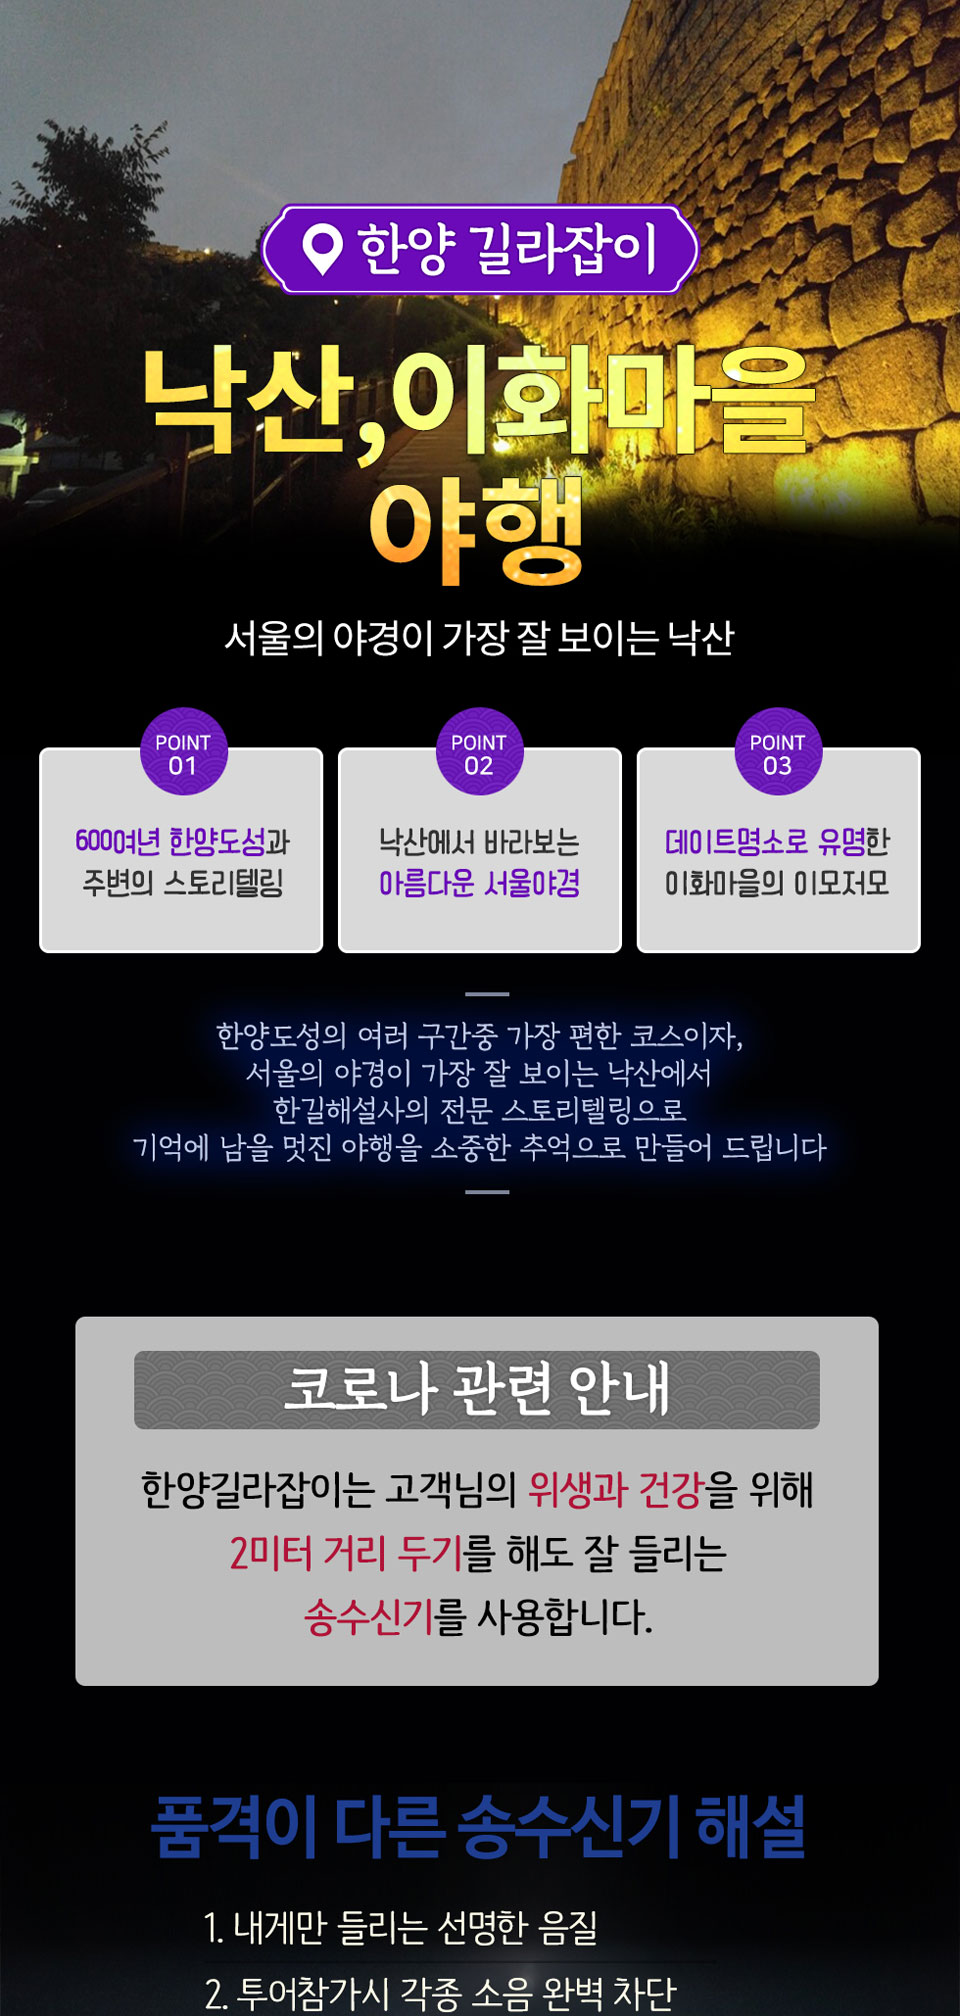 한양 길라잡이
낙산,이화마을
야행
서울의 야경이 가장 잘 보이는 낙산
POINT
01
600여년 한양도성과
주변의 스토리텔링
POINT
02
낙산에서 바라보는
아름다운 서울야경
POINT
03
데이트명소로 유명한
이화마을의 이모저모
한양도성의 여러 구간중 가장 편한 코스이자,
서울의 야경이 가장 잘 보이는 낙산에서
한길해설사의 전문 스토리텔링으로
기억에 남을 멋진 야행을 소중한 추억으로 만들어 드립니다
코로나 관련 안내
한양길라잡이는 고객님의 위생과 건강을 위해
2미터 거리 두기를 해도 잘 들리는
송수신기를 사용합니다.
품격이 다른 송수신기 해설
1. 내게만 들리는 선명한 음질
2. 투어참가시 각종 소음 완벽 차단